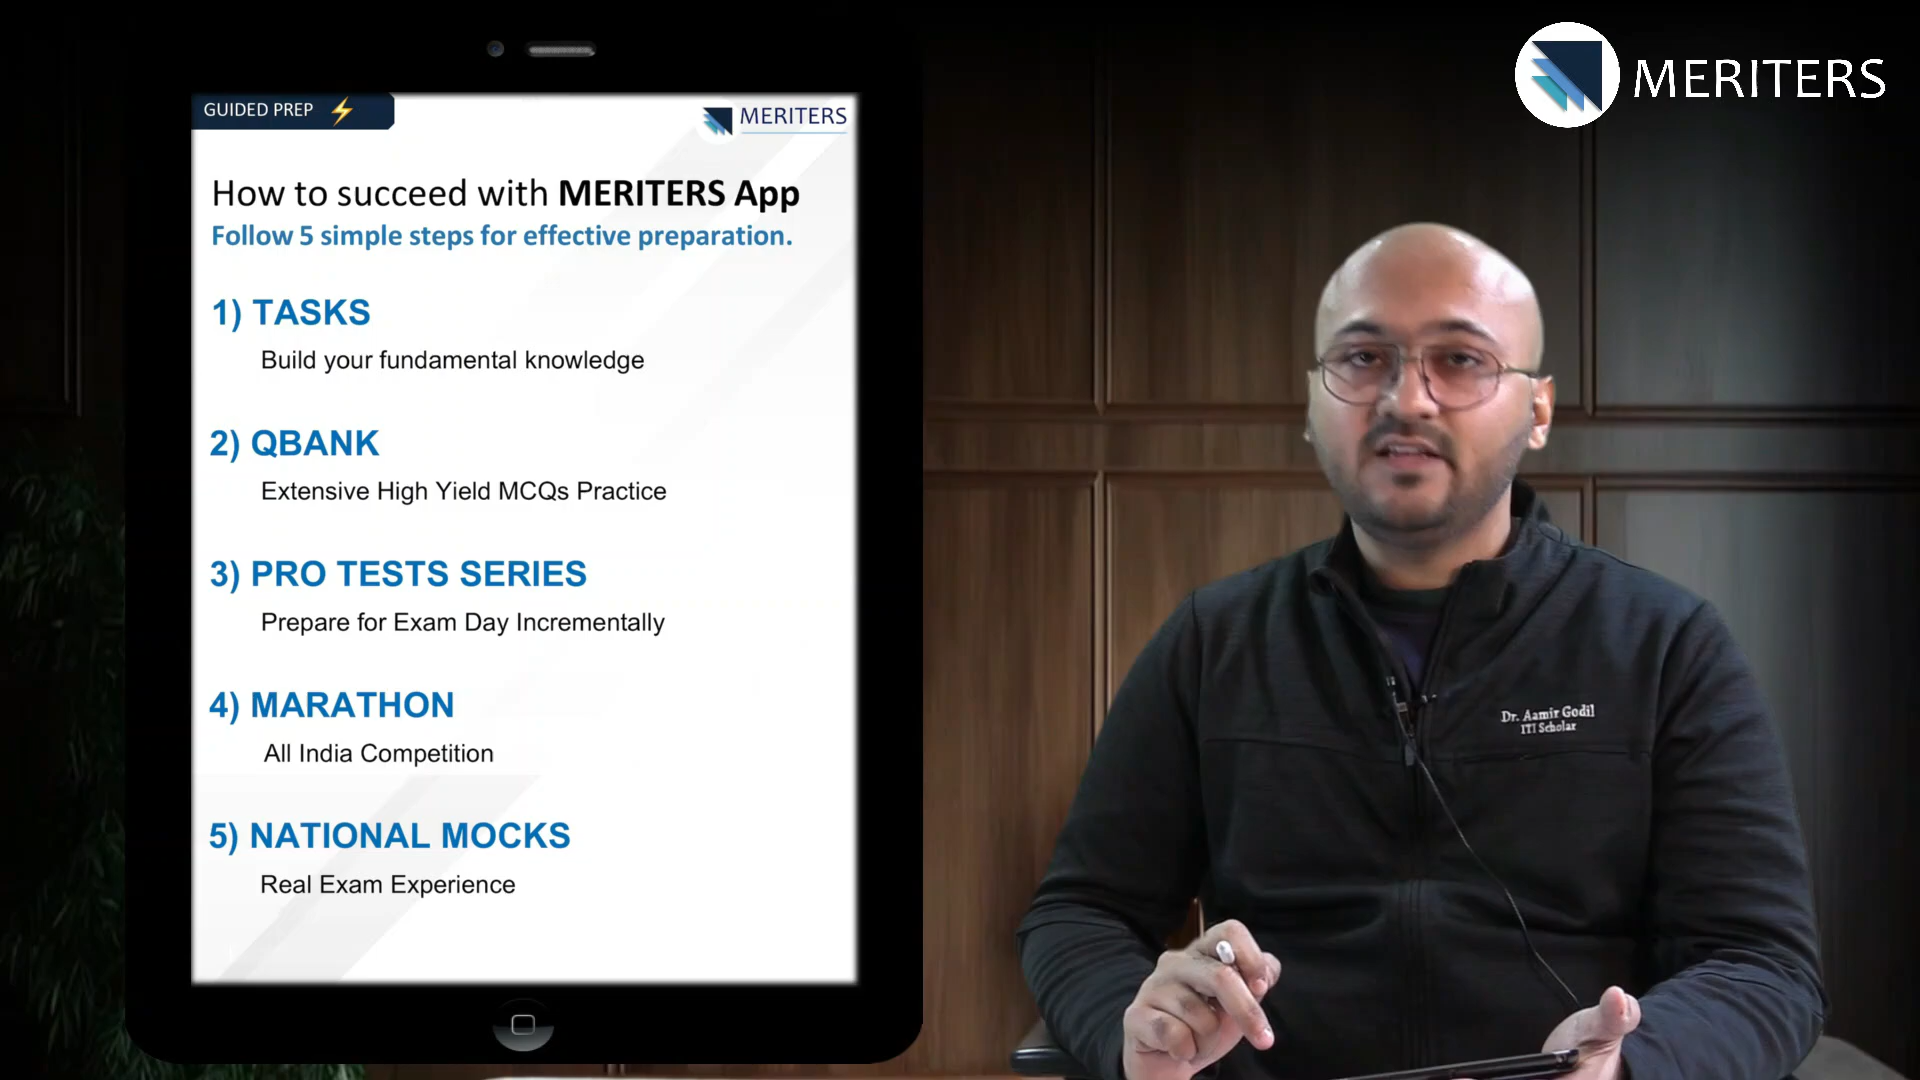 GUIDED PREP
MERITERS
How to succeed with MERITERS App
Follow 5 simple steps for effective preparation.
1) TASKS
Build your fundamental knowledge
2) QBANK
Extensive High Yield MCQs Practice
3) PRO TESTS SERIES
Prepare for Exam Day Incrementally
4) MARATHON
All India Competition
5) NATIONAL MOCKS
Real Exam Experience
MERITERS
Dr. Aamir Godil
ITI Scholar